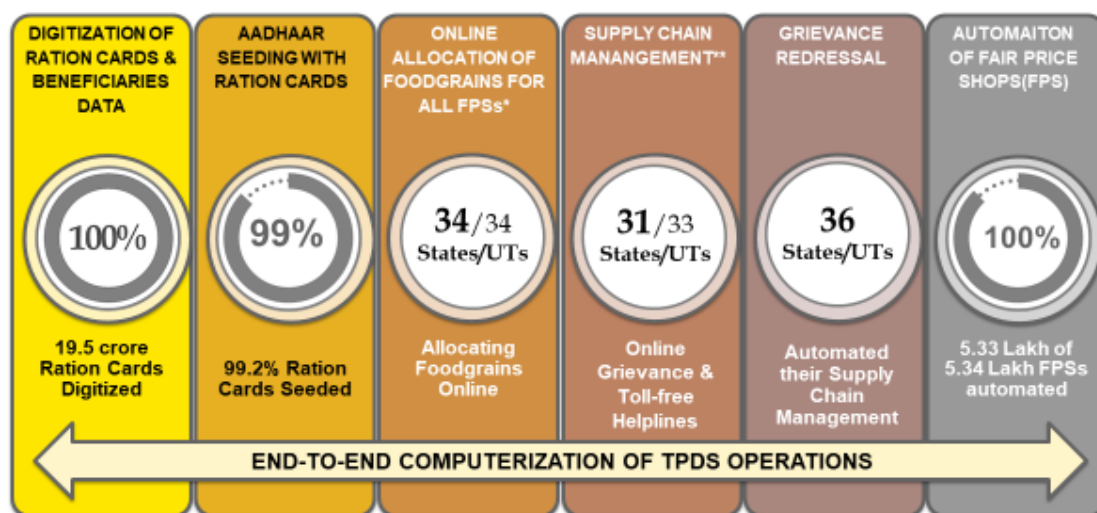 DIGITIZATION OF
RATION CARDS &
BENEFICIARIES
DATA
100%
19.5 crore
Ration Cards
Digitized
AADHAAR
SEEDING WITH
RATION CARDS
99%
99.2% Ration
Cards Seeded
ONLINE
ALLOCATION OF
FOODGRAINS FOR
ALL FPSs*
34/34
States/UTs
Allocating
Foodgrains
Online
SUPPLY CHAIN
MANANGEMENT**
31/33
States/UTs
Online
Grievance &
Toll-free
Helplines
GRIEVANCE
REDRESSAL
36
States/UTs
Automated
their Supply
Chain
Management
AUTOMAITON
OF FAIR PRICE
SHOPS(FPS)
100%
5.33 Lakh of
5.34 Lakh FPSs
automated
END-TO-END COMPUTERIZATION OF TPDS OPERATIONS